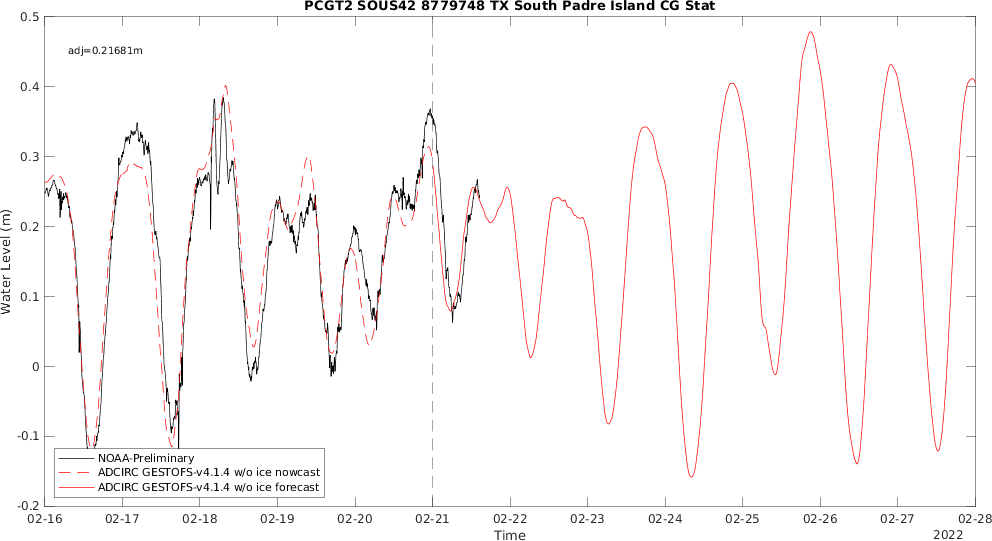 PCGT2 SOUS42 8779748 TX South Padre Island CG Stat
adj=0.21681m
Water Level (m)
0.5
0.4
0.3
0.2
0.1
0
-0.1
-0.2
NOAA-Preliminary
ADCIRC GESTOFS-v4.1.4 w/o ice nowcast
ADCIRC GESTOFS-v4.1.4 w/o ice forecast
02-16 02-17 02-18 02-19 02-20 02-21 02-22 02-23 02-24 02-25 02-26 02-27 02-28
Time
2022